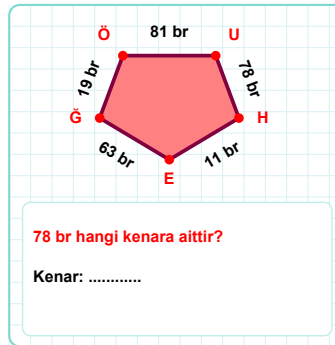 81 br
Ö
U
19 br
78 br
Ğ
H
63 br
11 br
E
78 br hangi kenara aittir?
Kenar: ............